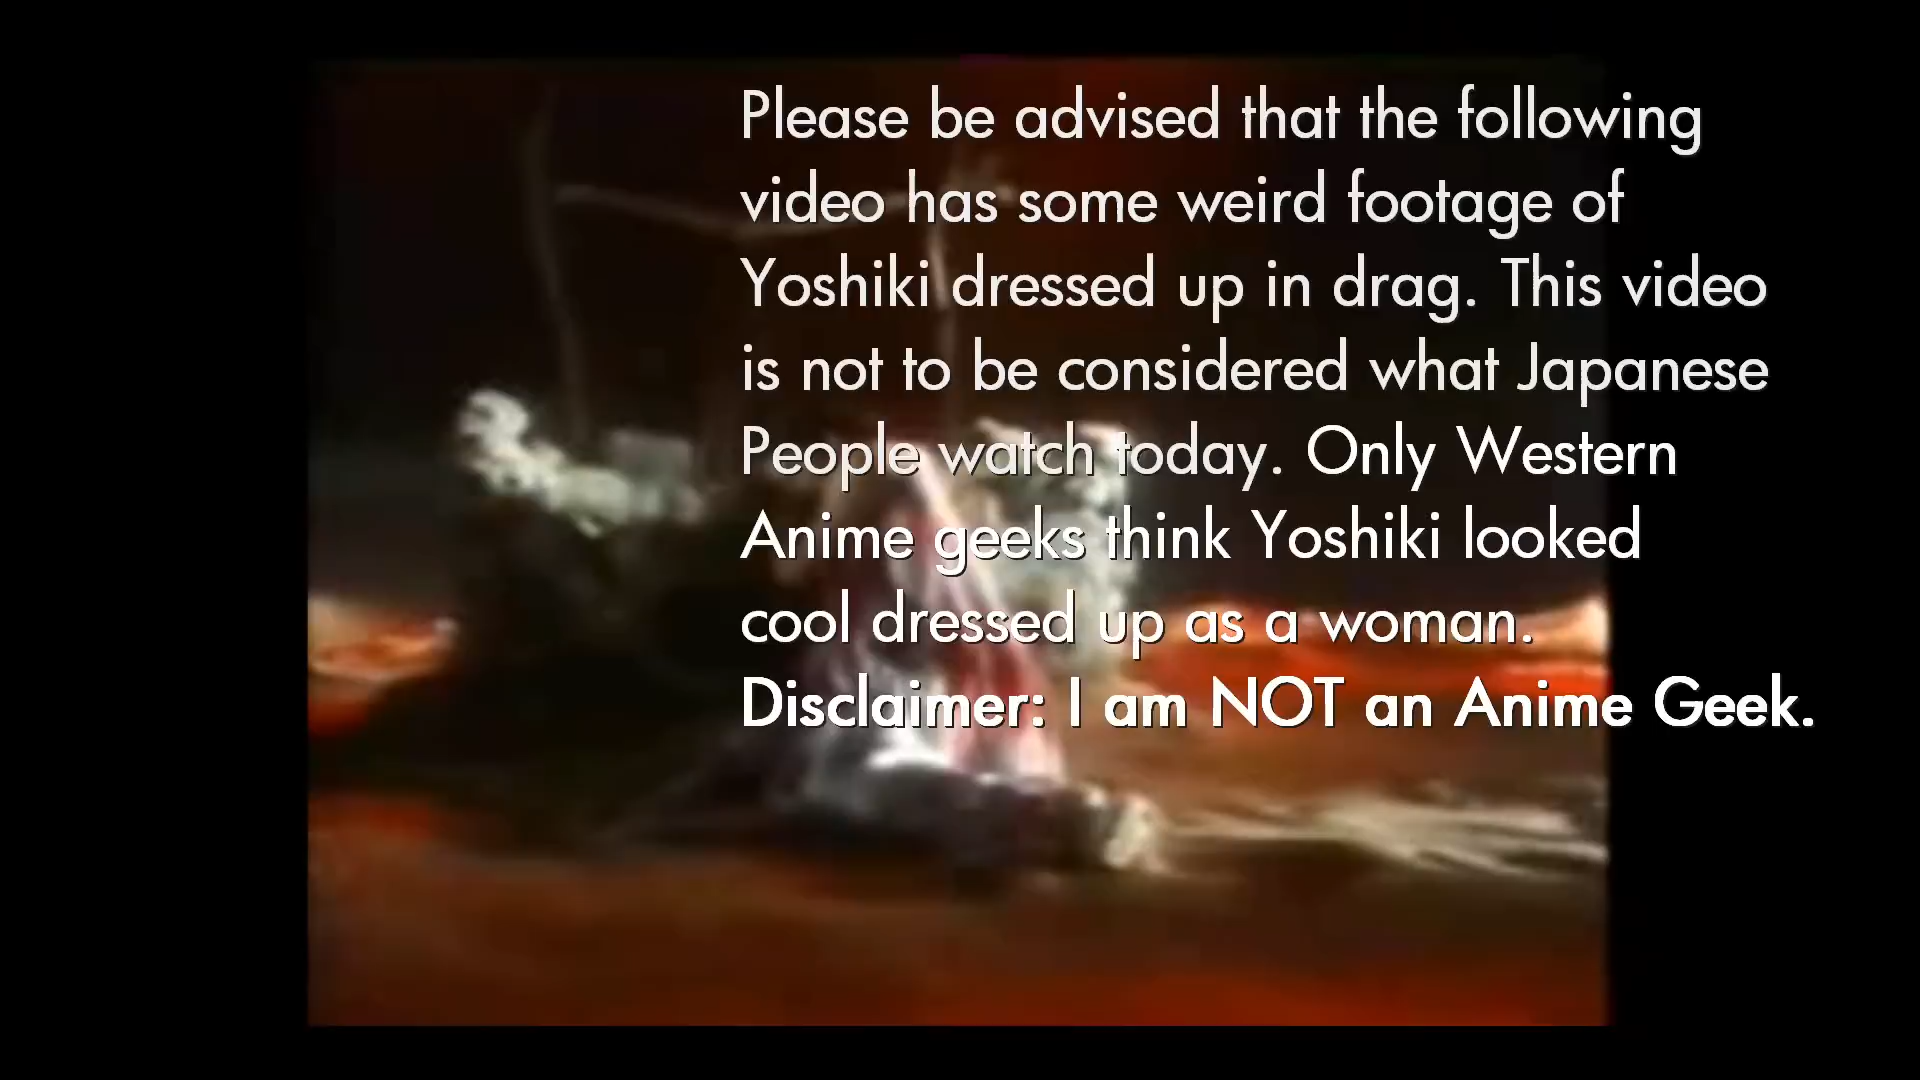 Please be advised that the following
video has some weird footage of
Yoshiki dressed up in drag. This video
is not to be considered what Japanese
People watch today. Only Western
Anime geeks think Yoshiki looked
cool dressed up as a woman.
Disclaimer: I am NOT an Anime Geek.